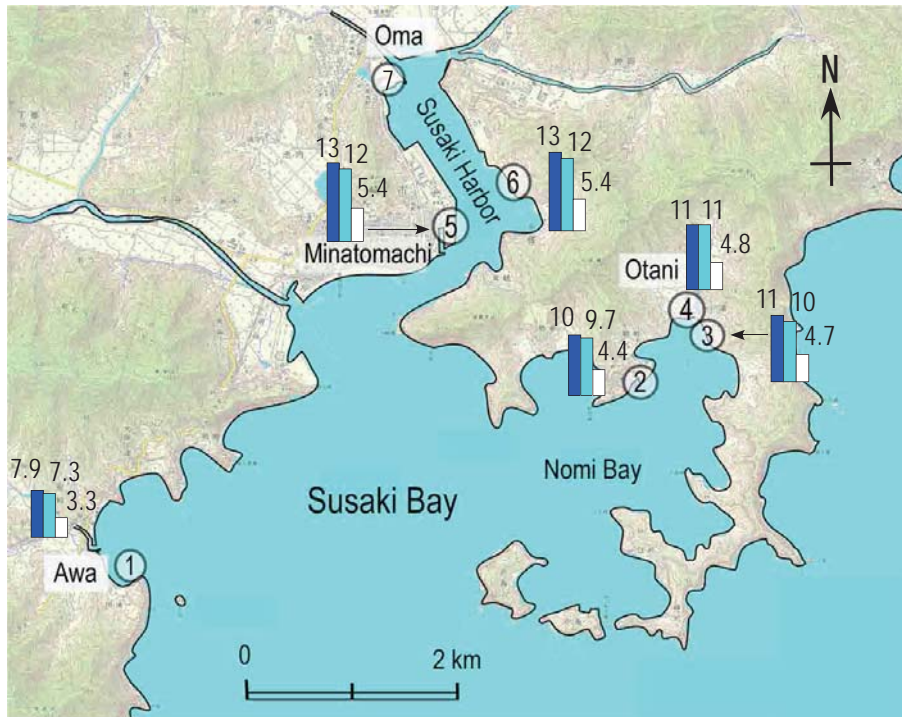 Oma
N
7
Susaki Harbor
13 12
5.4
13 12
5.4
6
5
Minatomachi
11 11
4.8
Otani
4
3
11 10
4.7
10 9.7
4.4
2
Nomi Bay
Susaki Bay
7.9 7.3
3.3
Awa
1
0 2 km